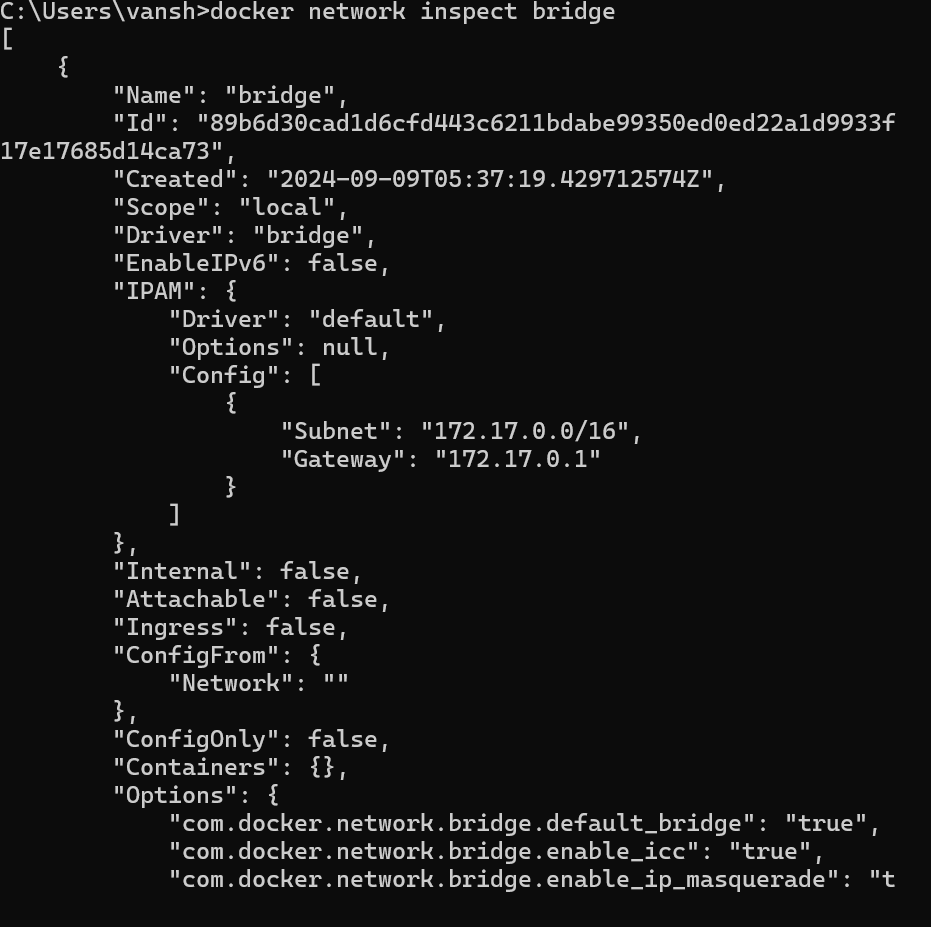 C:\Users\vansh>docker network inspect bridge
[
    {
        "Name": "bridge",
        "Id": "89b6d30cad1d6cfd443c6211bdabe99350ed0ed22a1d9933f
17e17685d14ca73",
        "Created": "2024-09-09T05:37:19.429712574Z",
        "Scope": "local",
        "Driver": "bridge",
        "EnableIPv6": false,
        "IPAM": {
            "Driver": "default",
            "Options": null,
            "Config": [
                {
                    "Subnet": "172.17.0.0/16",
                    "Gateway": "172.17.0.1"
                }
            ]
        },
        "Internal": false,
        "Attachable": false,
        "Ingress": false,
        "ConfigFrom": {
            "Network": ""
        },
        "ConfigOnly": false,
        "Containers": {},
        "Options": {
            "com.docker.network.bridge.default_bridge": "true",
            "com.docker.network.bridge.enable_icc": "true",
            "com.docker.network.bridge.enable_ip_masquerade": "t